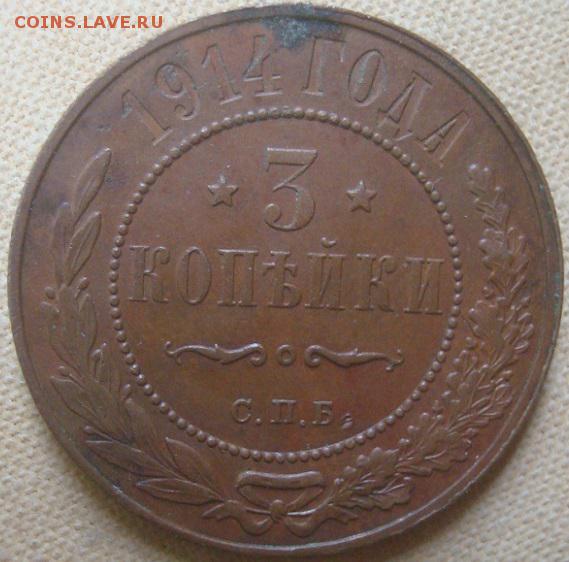 COINS.LAVE.RU
1914 ГОДА
3
КОПѢЙКИ
С.П.Б.